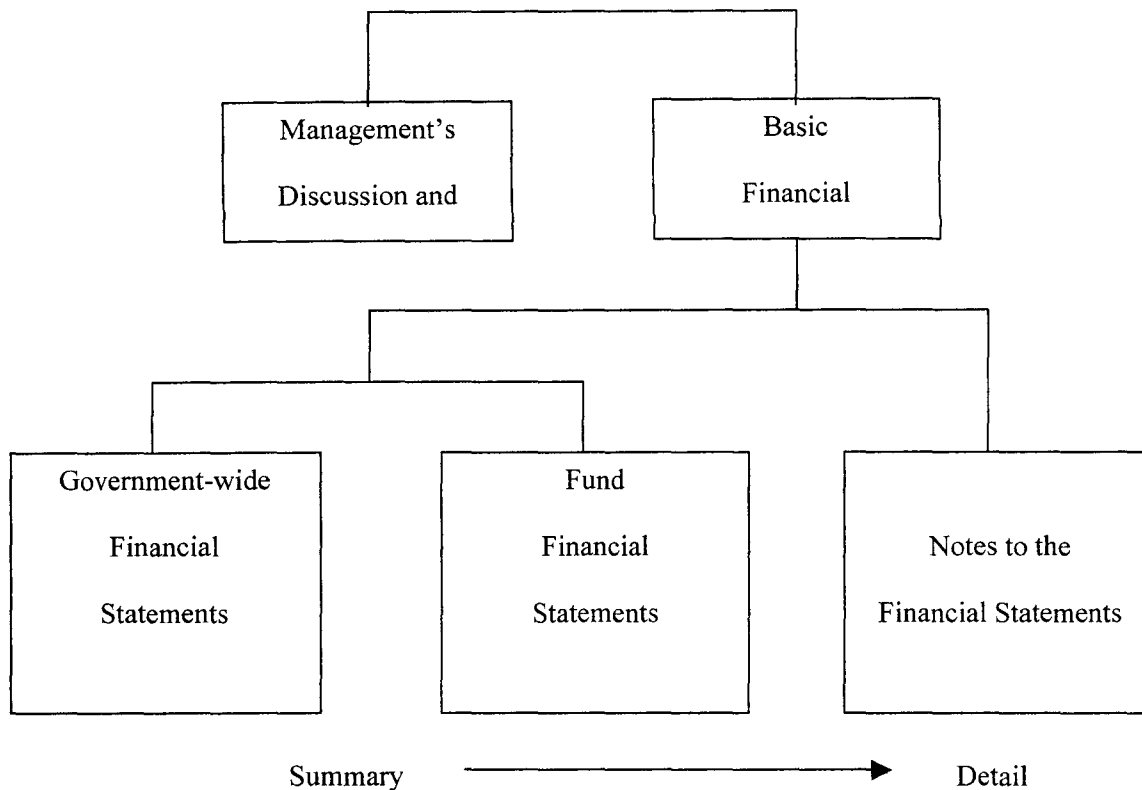 Management’s
Discussion and
Basic
Financial
Government-wide
Financial
Statements
Fund
Financial
Statements
Notes to the
Financial Statements
Summary
Detail